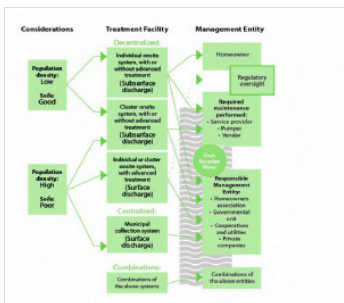 Considerations
Treatment Facility
Management Entity
Decentralized:
Population
density:
Low
Soils:
Good
Individual onsite
system, with or
without advanced
treatment
(Subsurface
discharge)
Homeowner
Regulatory
oversight
Cluster onsite
system, with or
without advanced
treatment
(Subsurface
discharge)
Required
maintenance
performed:
• Service provider
• Pumper
• Vendor
Population
density:
High
Soils:
Poor
Individual or cluster
onsite system,
with advanced
treatment
(Surface
discharge)
Responsible
Management
Entity:
• Homeowners
association
• Governmental
unit
• Cooperatives
and utilities
• Private
companies
Centralized:
Municipal
collection system
(Surface
discharge)
Combinations:
Combinations of
the above systems
Combinations of
the above entities